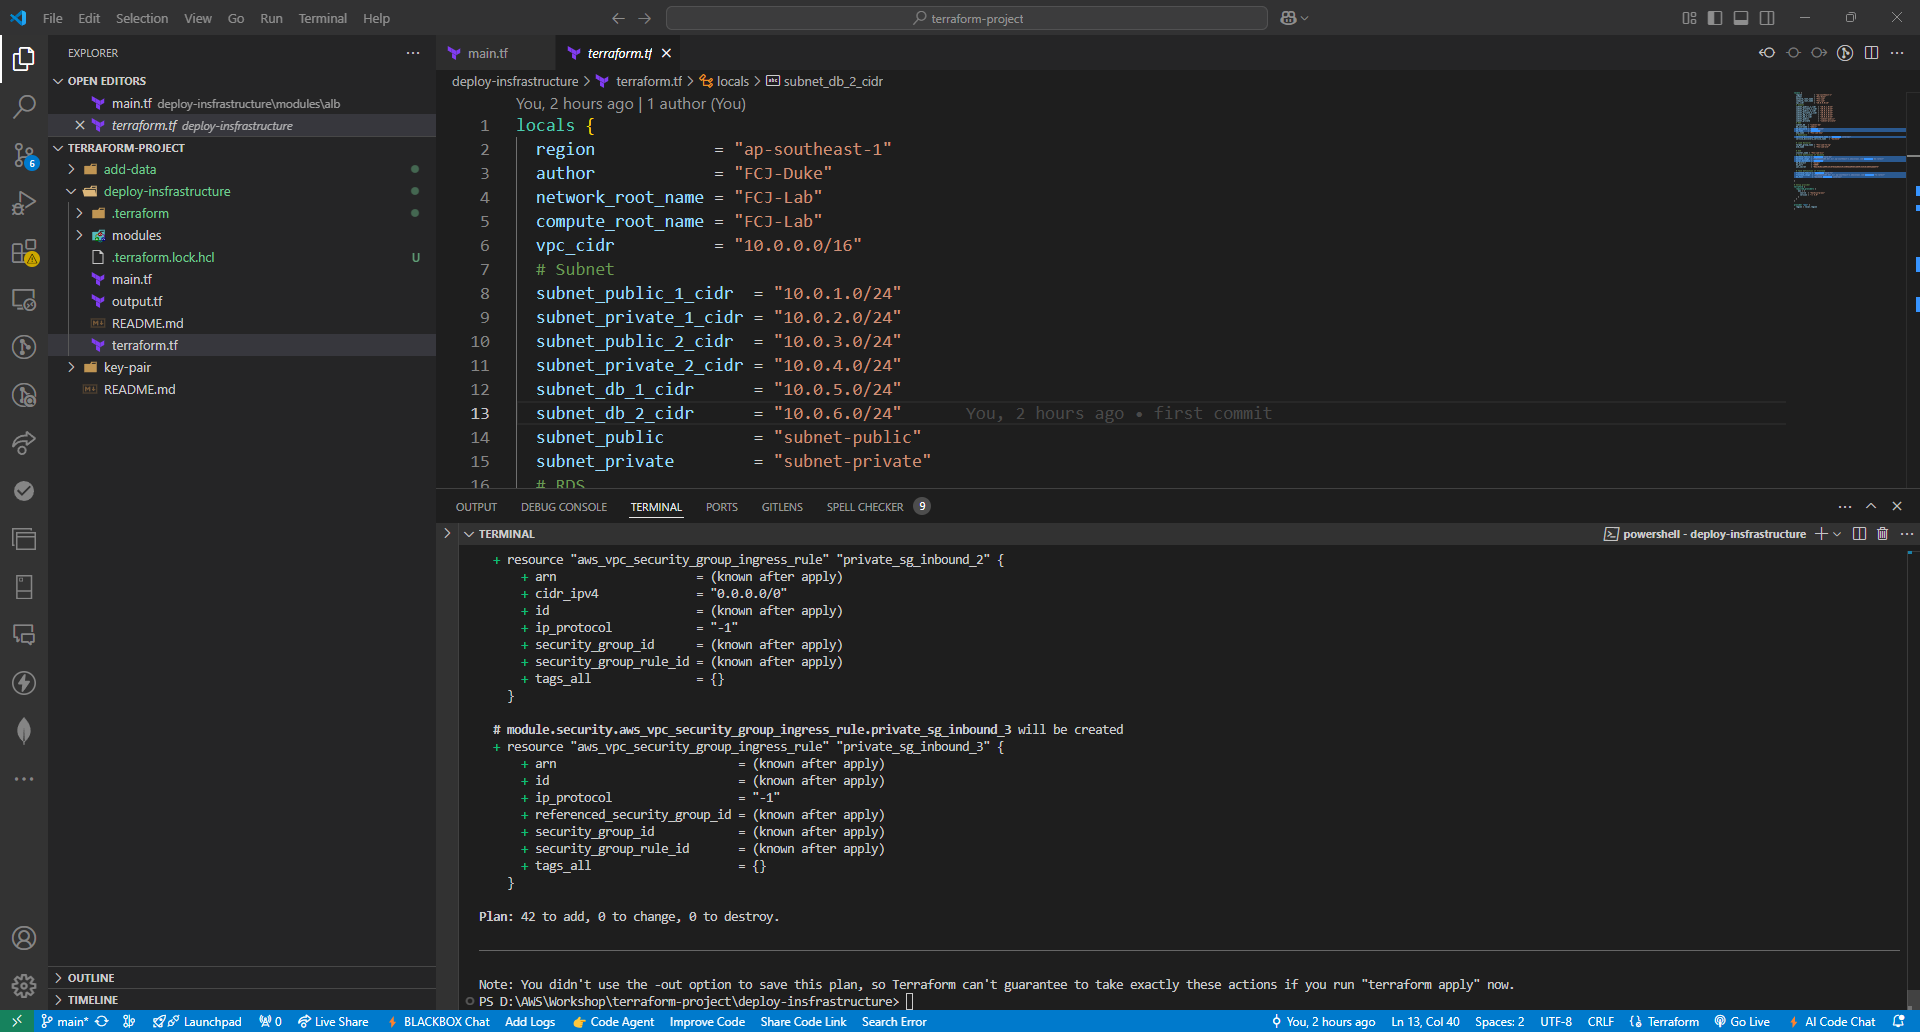 File Edit Selection View Go Run Terminal Help
terraform-project
EXPLORER
OPEN EDITORS
main.tf deploy-insfrastructure\modules\alb
terraform.tf deploy-insfrastructure
TERRAFORM-PROJECT
add-data
deploy-insfrastructure
.terraform
modules
.terraform.lock.hcl U
main.tf
output.tf
README.md
terraform.tf
key-pair
README.md
OUTLINE
TIMELINE
6
main.tf
terraform.tf
deploy-insfrastructure > terraform.tf > locals > subnet_db_2_cidr
You, 2 hours ago | 1 author (You)
1 locals {
2 region = "ap-southeast-1"
3 author = "FCJ-Duke"
4 network_root_name = "FCJ-Lab"
5 compute_root_name = "FCJ-Lab"
6 vpc_cidr = "10.0.0.0/16"
7 # Subnet
8 subnet_public_1_cidr = "10.0.1.0/24"
9 subnet_private_1_cidr = "10.0.2.0/24"
10 subnet_public_2_cidr = "10.0.3.0/24"
11 subnet_private_2_cidr = "10.0.4.0/24"
12 subnet_db_1_cidr = "10.0.5.0/24"
13 subnet_db_2_cidr = "10.0.6.0/24" You, 2 hours ago • first commit
14 subnet_public = "subnet-public"
15 subnet_private = "subnet-private"
16 # RDS
OUTPUT DEBUG CONSOLE TERMINAL PORTS GITLENS SPELL CHECKER 9
TERMINAL
powershell - deploy-insfrastructure
+ resource "aws_vpc_security_group_ingress_rule" "private_sg_inbound_2" {
+ arn = (known after apply)
+ cidr_ipv4 = "0.0.0.0/0"
+ id = (known after apply)
+ ip_protocol = "-1"
+ security_group_id = (known after apply)
+ security_group_rule_id = (known after apply)
+ tags_all = {}
}
# module.security.aws_vpc_security_group_ingress_rule.private_sg_inbound_3 will be created
+ resource "aws_vpc_security_group_ingress_rule" "private_sg_inbound_3" {
+ arn = (known after apply)
+ id = (known after apply)
+ ip_protocol = "-1"
+ referenced_security_group_id = (known after apply)
+ security_group_id = (known after apply)
+ security_group_rule_id = (known after apply)
+ tags_all = {}
}
Plan: 42 to add, 0 to change, 0 to destroy.
Note: You didn't use the -out option to save this plan, so Terraform can't guarantee to take exactly these actions if you run "terraform apply" now.
PS D:\AWS\Workshop\terraform-project\deploy-insfrastructure>
main* Launchpad 0 Live Share BLACKBOX Chat Add Logs Code Agent Improve Code Share Code Link Search Error You, 2 hours ago Ln 13, Col 40 Spaces: 2 UTF-8 CRLF Terraform Go Live AI Code Chat